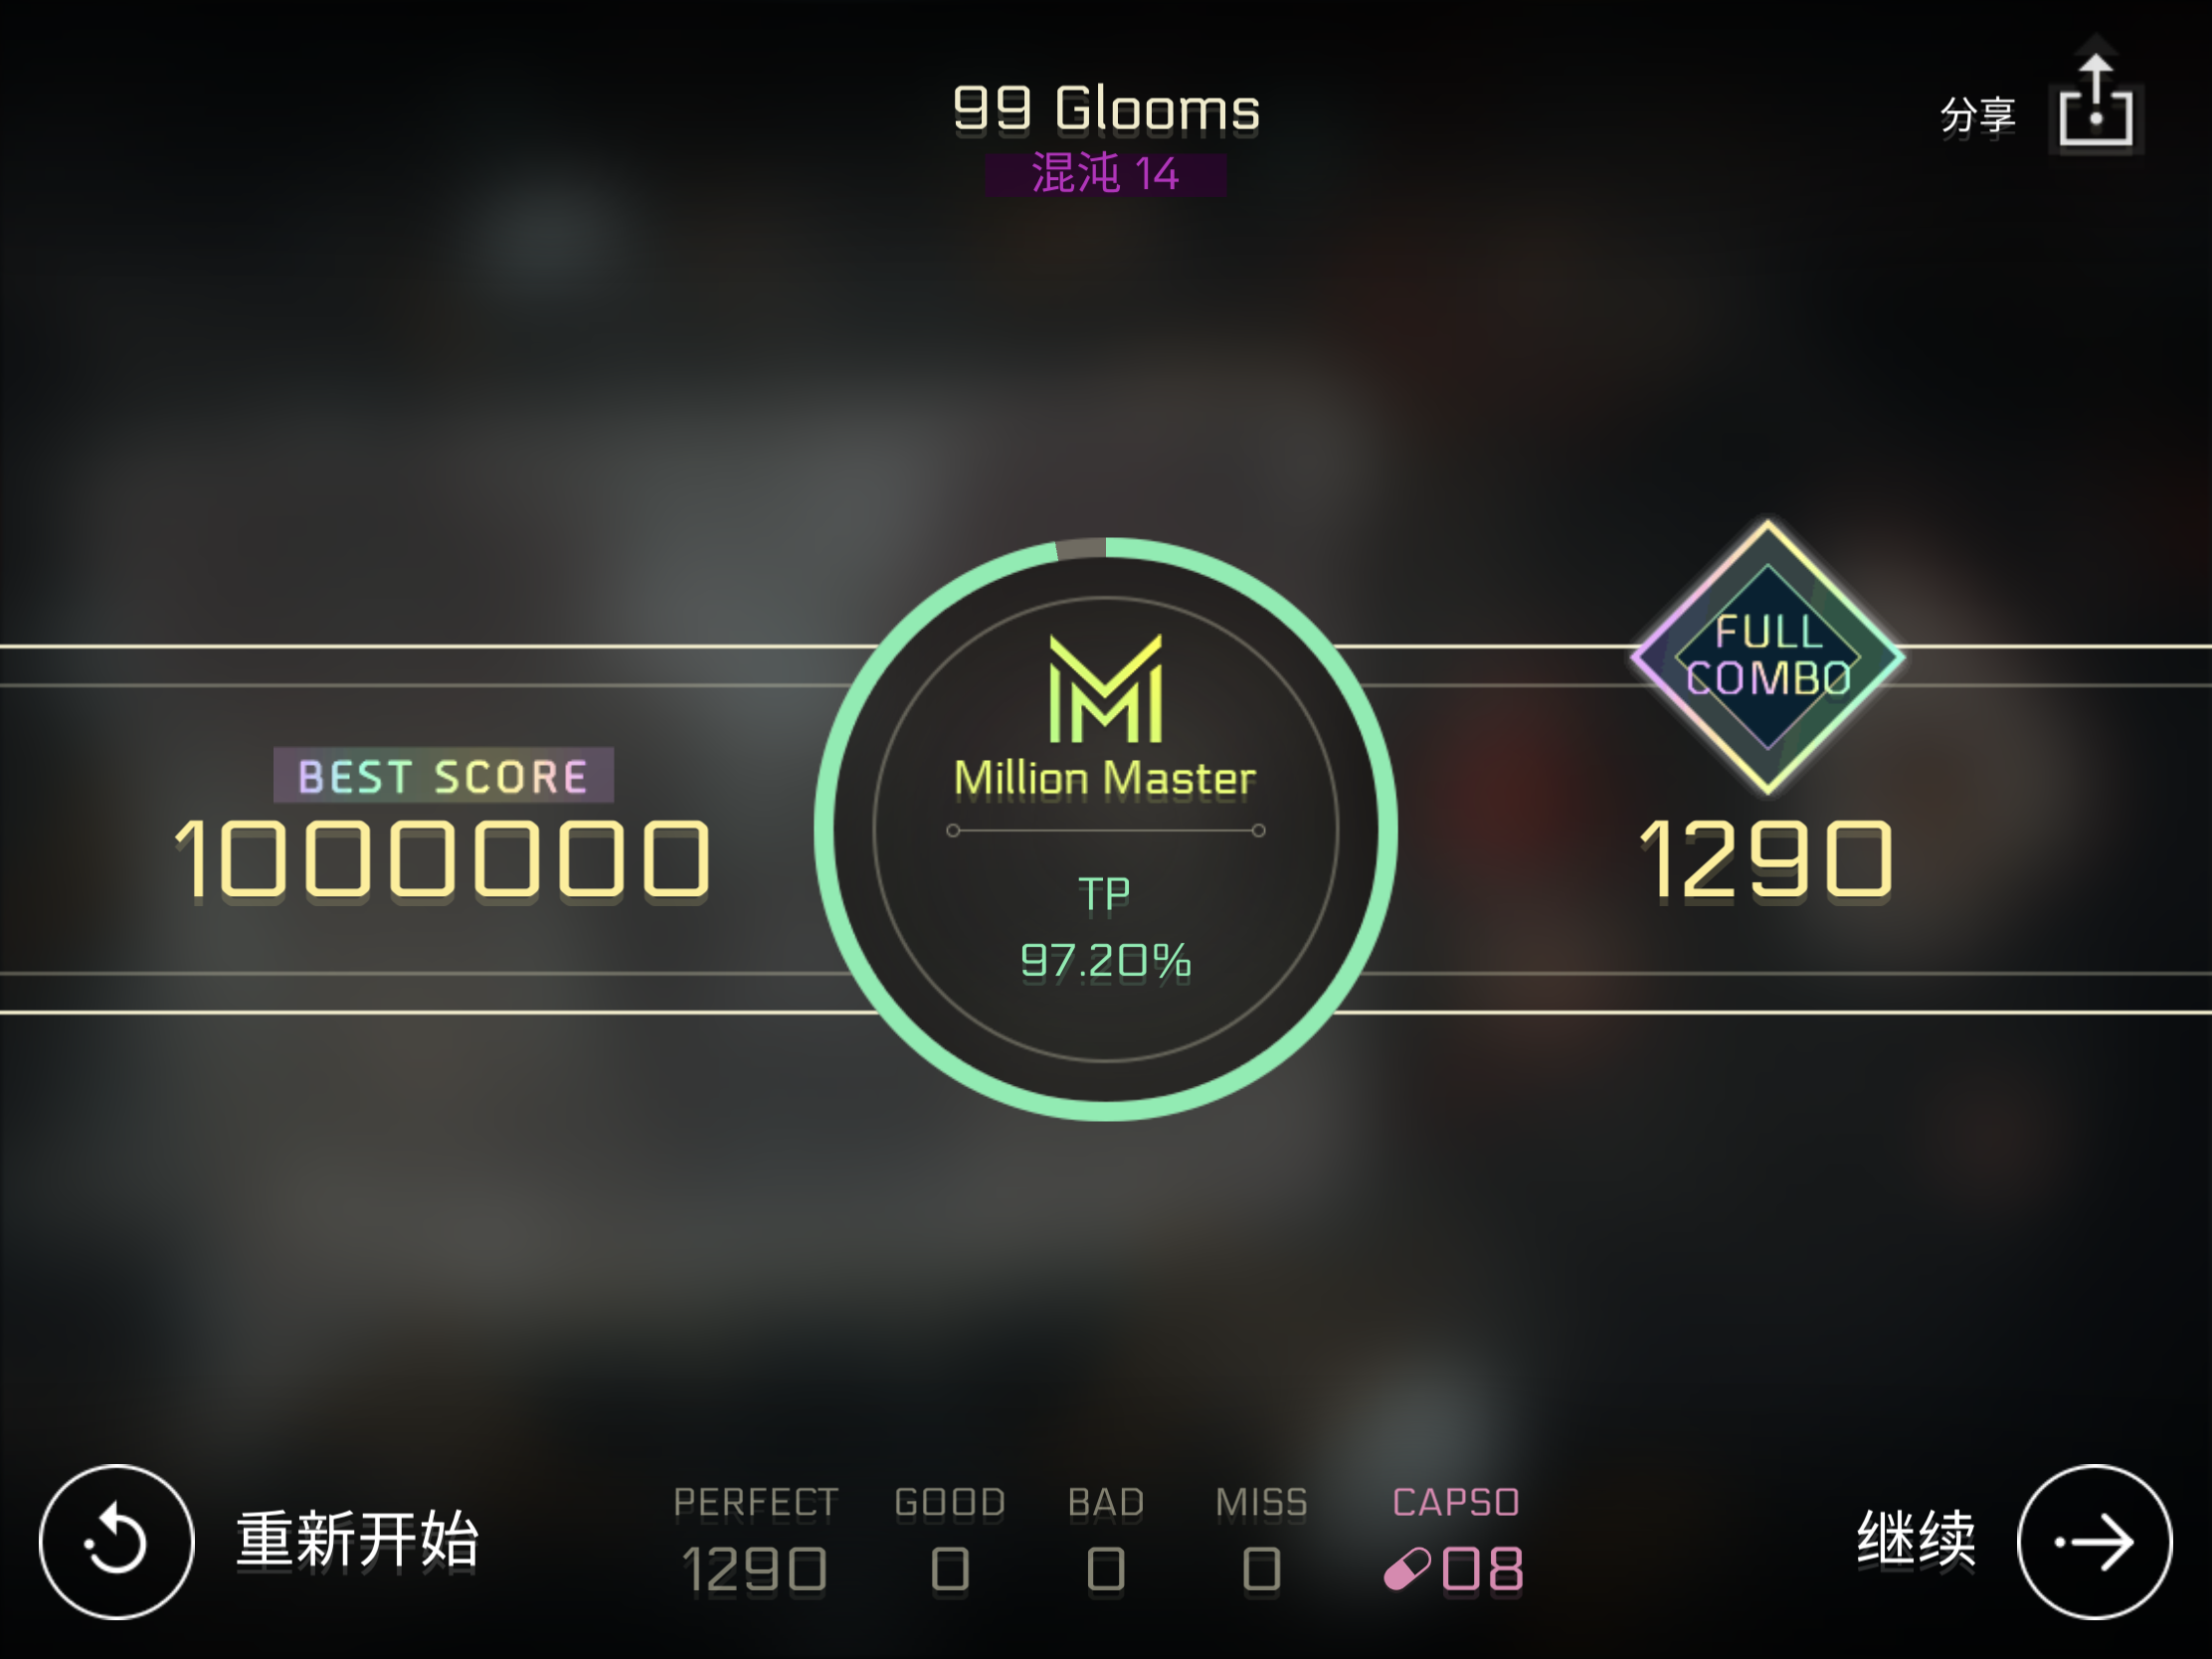 99 Glooms
混沌 14
分享
FULL
COMBO
Million Master
BEST SCORE
1000000
1290
TP
97.20%
PERFECT GOOD BAD MISS CAPSO
1290 0 0 0 08
重新开始
继续